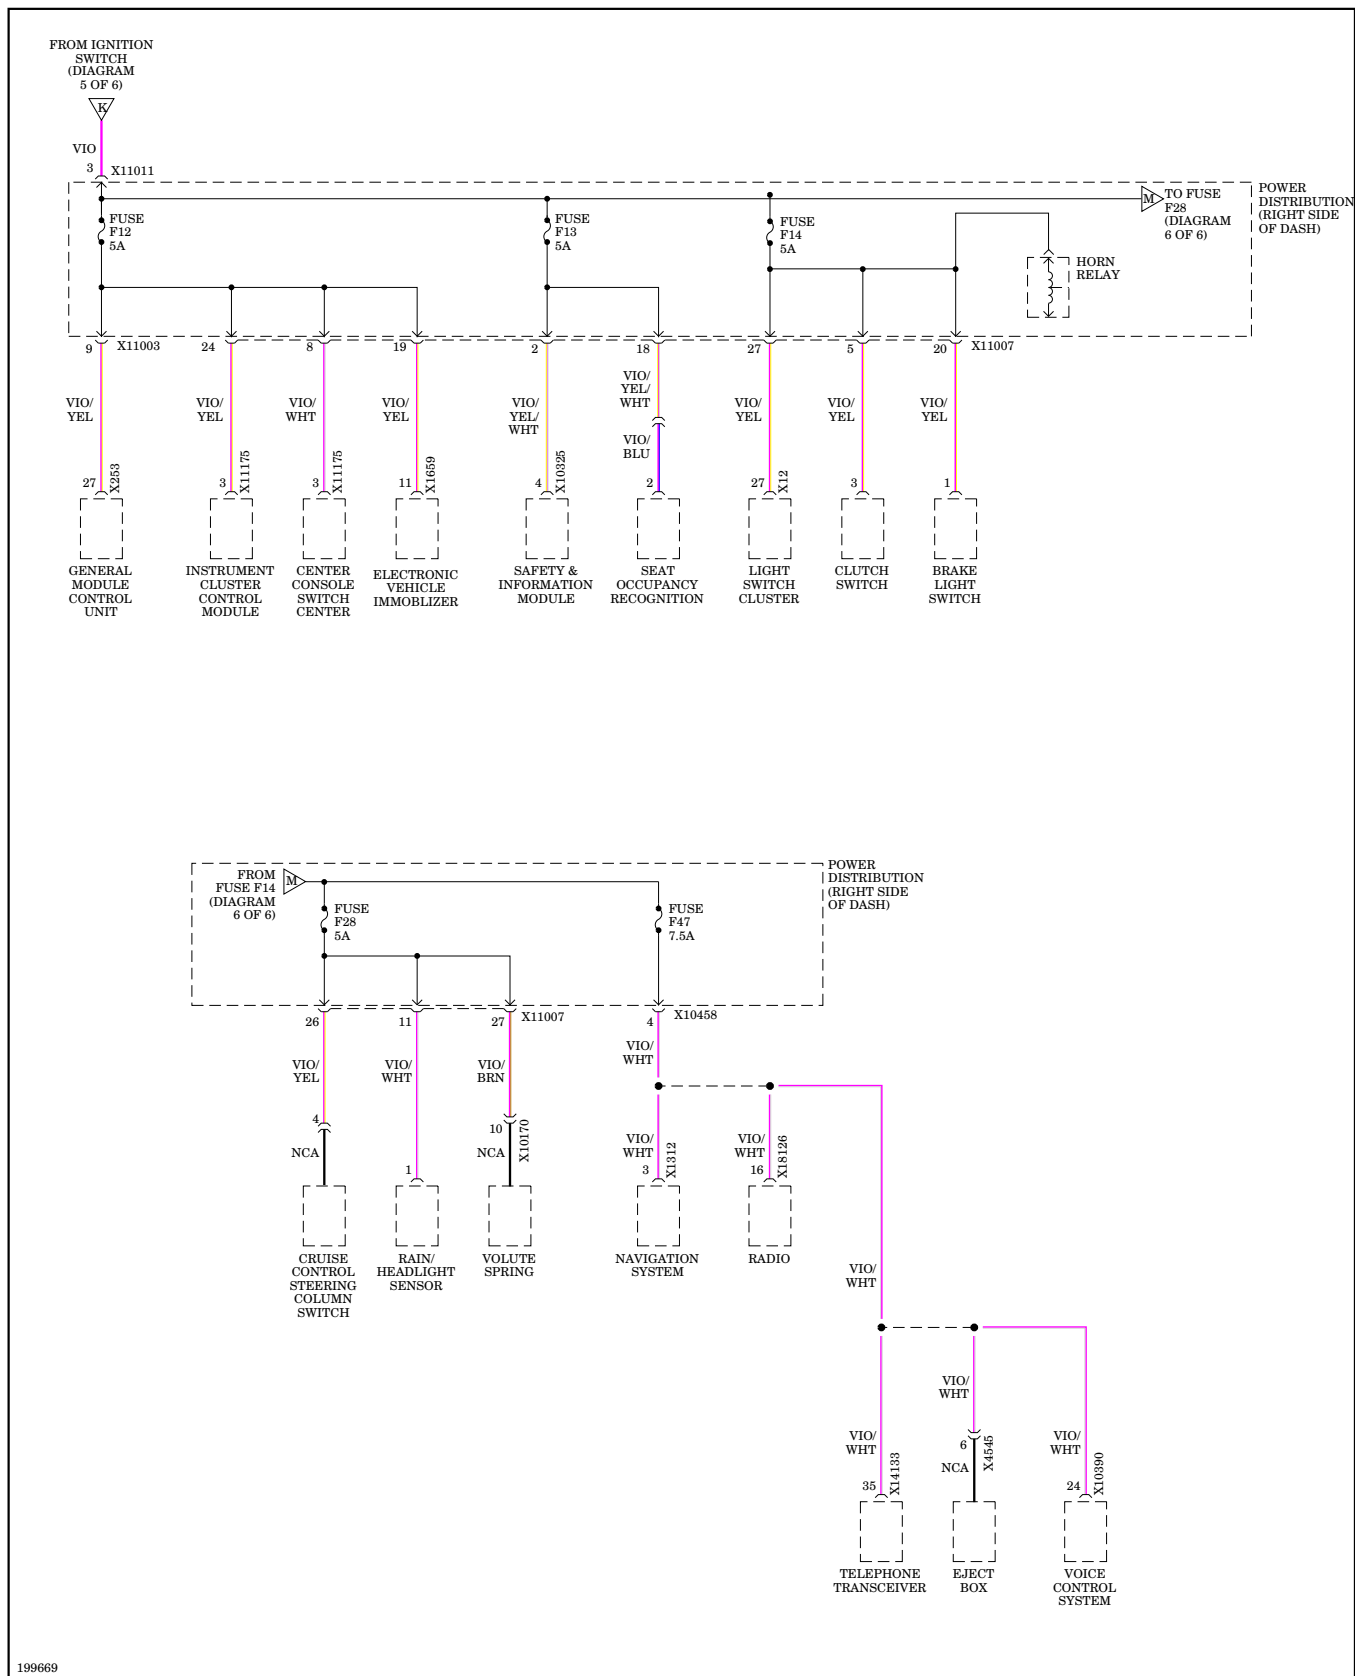 FROM IGNITION
SWITCH
(DIAGRAM
5 OF 6)
K
VIO
3
X11011
FUSE
F12
5A
FUSE
F13
5A
FUSE
F14
5A
M
TO FUSE
F28
(DIAGRAM
6 OF 6)
POWER
DISTRIBUTION
(RIGHT SIDE
OF DASH)
HORN
RELAY
9
X11003
24
8
19
2
18
27
5
20
X11007
VIO/
YEL
VIO/
YEL
VIO/
WHT
VIO/
YEL
VIO/
YEL/
WHT
VIO/
YEL/
WHT
VIO/
BLU
VIO/
YEL
VIO/
YEL
VIO/
YEL
27
X253
3
X11175
3
X11175
11
X1659
4
X10325
2
27
X12
3
1
GENERAL
MODULE
CONTROL
UNIT
INSTRUMENT
CLUSTER
CONTROL
MODULE
CENTER
CONSOLE
SWITCH
CENTER
ELECTRONIC
VEHICLE
IMMOBLIZER
SAFETY &
INFORMATION
MODULE
SEAT
OCCUPANCY
RECOGNITION
LIGHT
SWITCH
CLUSTER
CLUTCH
SWITCH
BRAKE
LIGHT
SWITCH
FROM
FUSE F14
(DIAGRAM
6 OF 6)
M
FUSE
F28
5A
FUSE
F47
7.5A
POWER
DISTRIBUTION
(RIGHT SIDE
OF DASH)
26
11
27
X11007
4
X10458
VIO/
YEL
VIO/
WHT
VIO/
BRN
VIO/
WHT
4
NCA
1
10
X10170
NCA
VIO/
WHT
3
X1312
VIO/
WHT
16
X18126
CRUISE
CONTROL
STEERING
COLUMN
SWITCH
RAIN/
HEADLIGHT
SENSOR
VOLUTE
SPRING
NAVIGATION
SYSTEM
RADIO
VIO/
WHT
VIO/
WHT
VIO/
WHT
6
X4545
NCA
VIO/
WHT
35
X14133
24
X10390
TELEPHONE
TRANSCEIVER
EJECT
BOX
VOICE
CONTROL
SYSTEM
199669